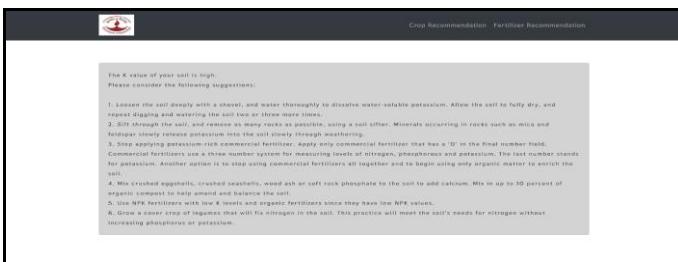 Crop Recommendation Fertilizer Recommendation
The K value of your soil is high.
Please consider the following suggestions:
1. Loosen the soil deeply with a shovel, and water thoroughly to dissolve water-soluble potassium. Allow the soil to fully dry, and
repeat digging and watering the soil two or three more times.
2. Sift through the soil, and remove as many rocks as possible, using a soil sifter. Minerals occurring in rocks such as mica and
feldspar slowly release potassium into the soil slowly through weathering.
3. Stop applying potassium-rich commercial fertilizer. Apply only commercial fertilizer that has a '0' in the final number field.
Commercial fertilizers use a three number system for measuring levels of nitrogen, phosphorous and potassium. The last number stands
for potassium. Another option is to stop using commercial fertilizers all together and to begin using only organic matter to enrich the
soil.
4. Mix crushed eggshells, crushed seashells, wood ash or soft rock phosphate to the soil to add calcium. Mix in up to 10 percent of
organic compost to help amend and balance the soil.
5. Use NPK fertilizers with low K levels and organic fertilizers since they have low NPK values.
6. Grow a cover crop of legumes that will fix nitrogen in the soil. This practice will meet the soil's needs for nitrogen without
increasing phosphorus or potassium.